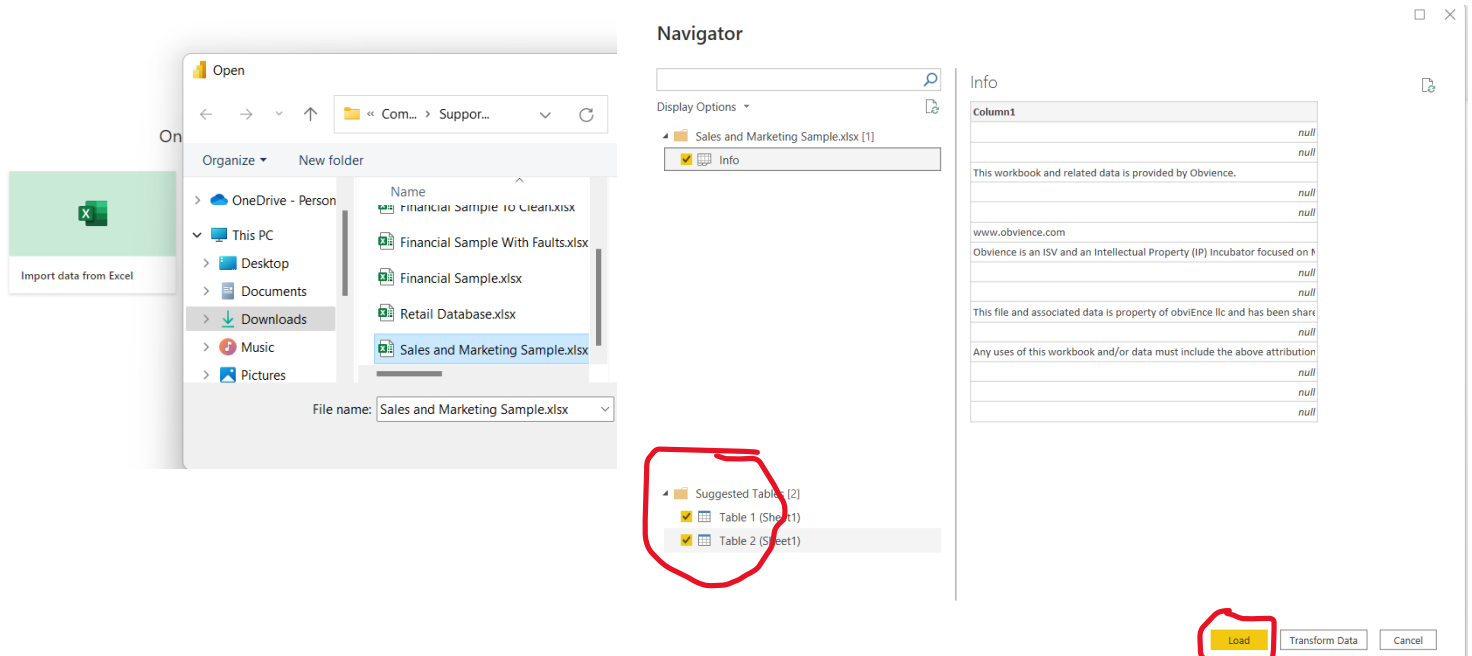 On
Import data from Excel
Open
« Com... › Suppor...
Organize
New folder
OneDrive - Person
This PC
Desktop
Documents
Downloads
Music
Pictures
Name
Financial Sample To Clean.xlsx
Financial Sample With Faults.xlsx
Financial Sample.xlsx
Retail Database.xlsx
Sales and Marketing Sample.xlsx
File name: Sales and Marketing Sample.xlsx
Navigator
Display Options
Sales and Marketing Sample.xlsx [1]
Info
Suggested Tables [2]
Table 1 (Sheet1)
Table 2 (Sheet1)
Info
Column1
null
null
This workbook and related data is provided by Obvience.
null
null
www.obvience.com
Obvience is an ISV and an Intellectual Property (IP) Incubator focused on
null
null
This file and associated data is property of obviEnce llc and has been share
null
Any uses of this workbook and/or data must include the above attribution
null
null
null
Load
Transform Data
Cancel